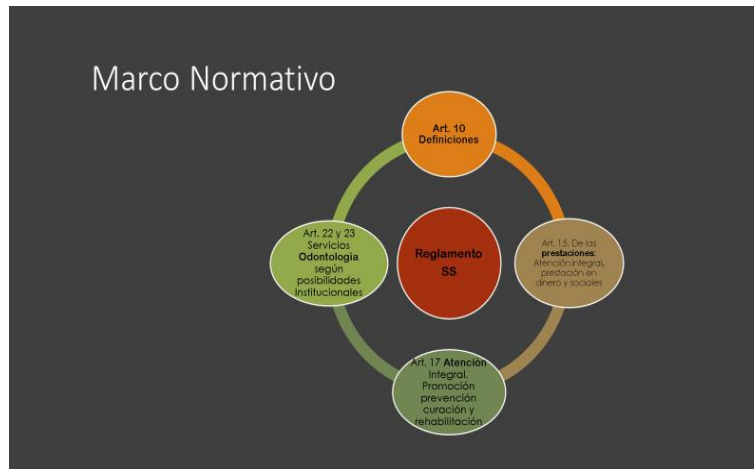 Marco Normativo
Art. 10
Definiciones
Art. 15. De las
prestaciones:
Atención integral,
prestación en
dinero y sociales
Art. 17 Atención
Integral.
Promoción
prevención
curación y
rehabilitación
Art. 22 y 23
Servicios
Odontología
según
posibilidades
Institucionales
Reglamento
SS